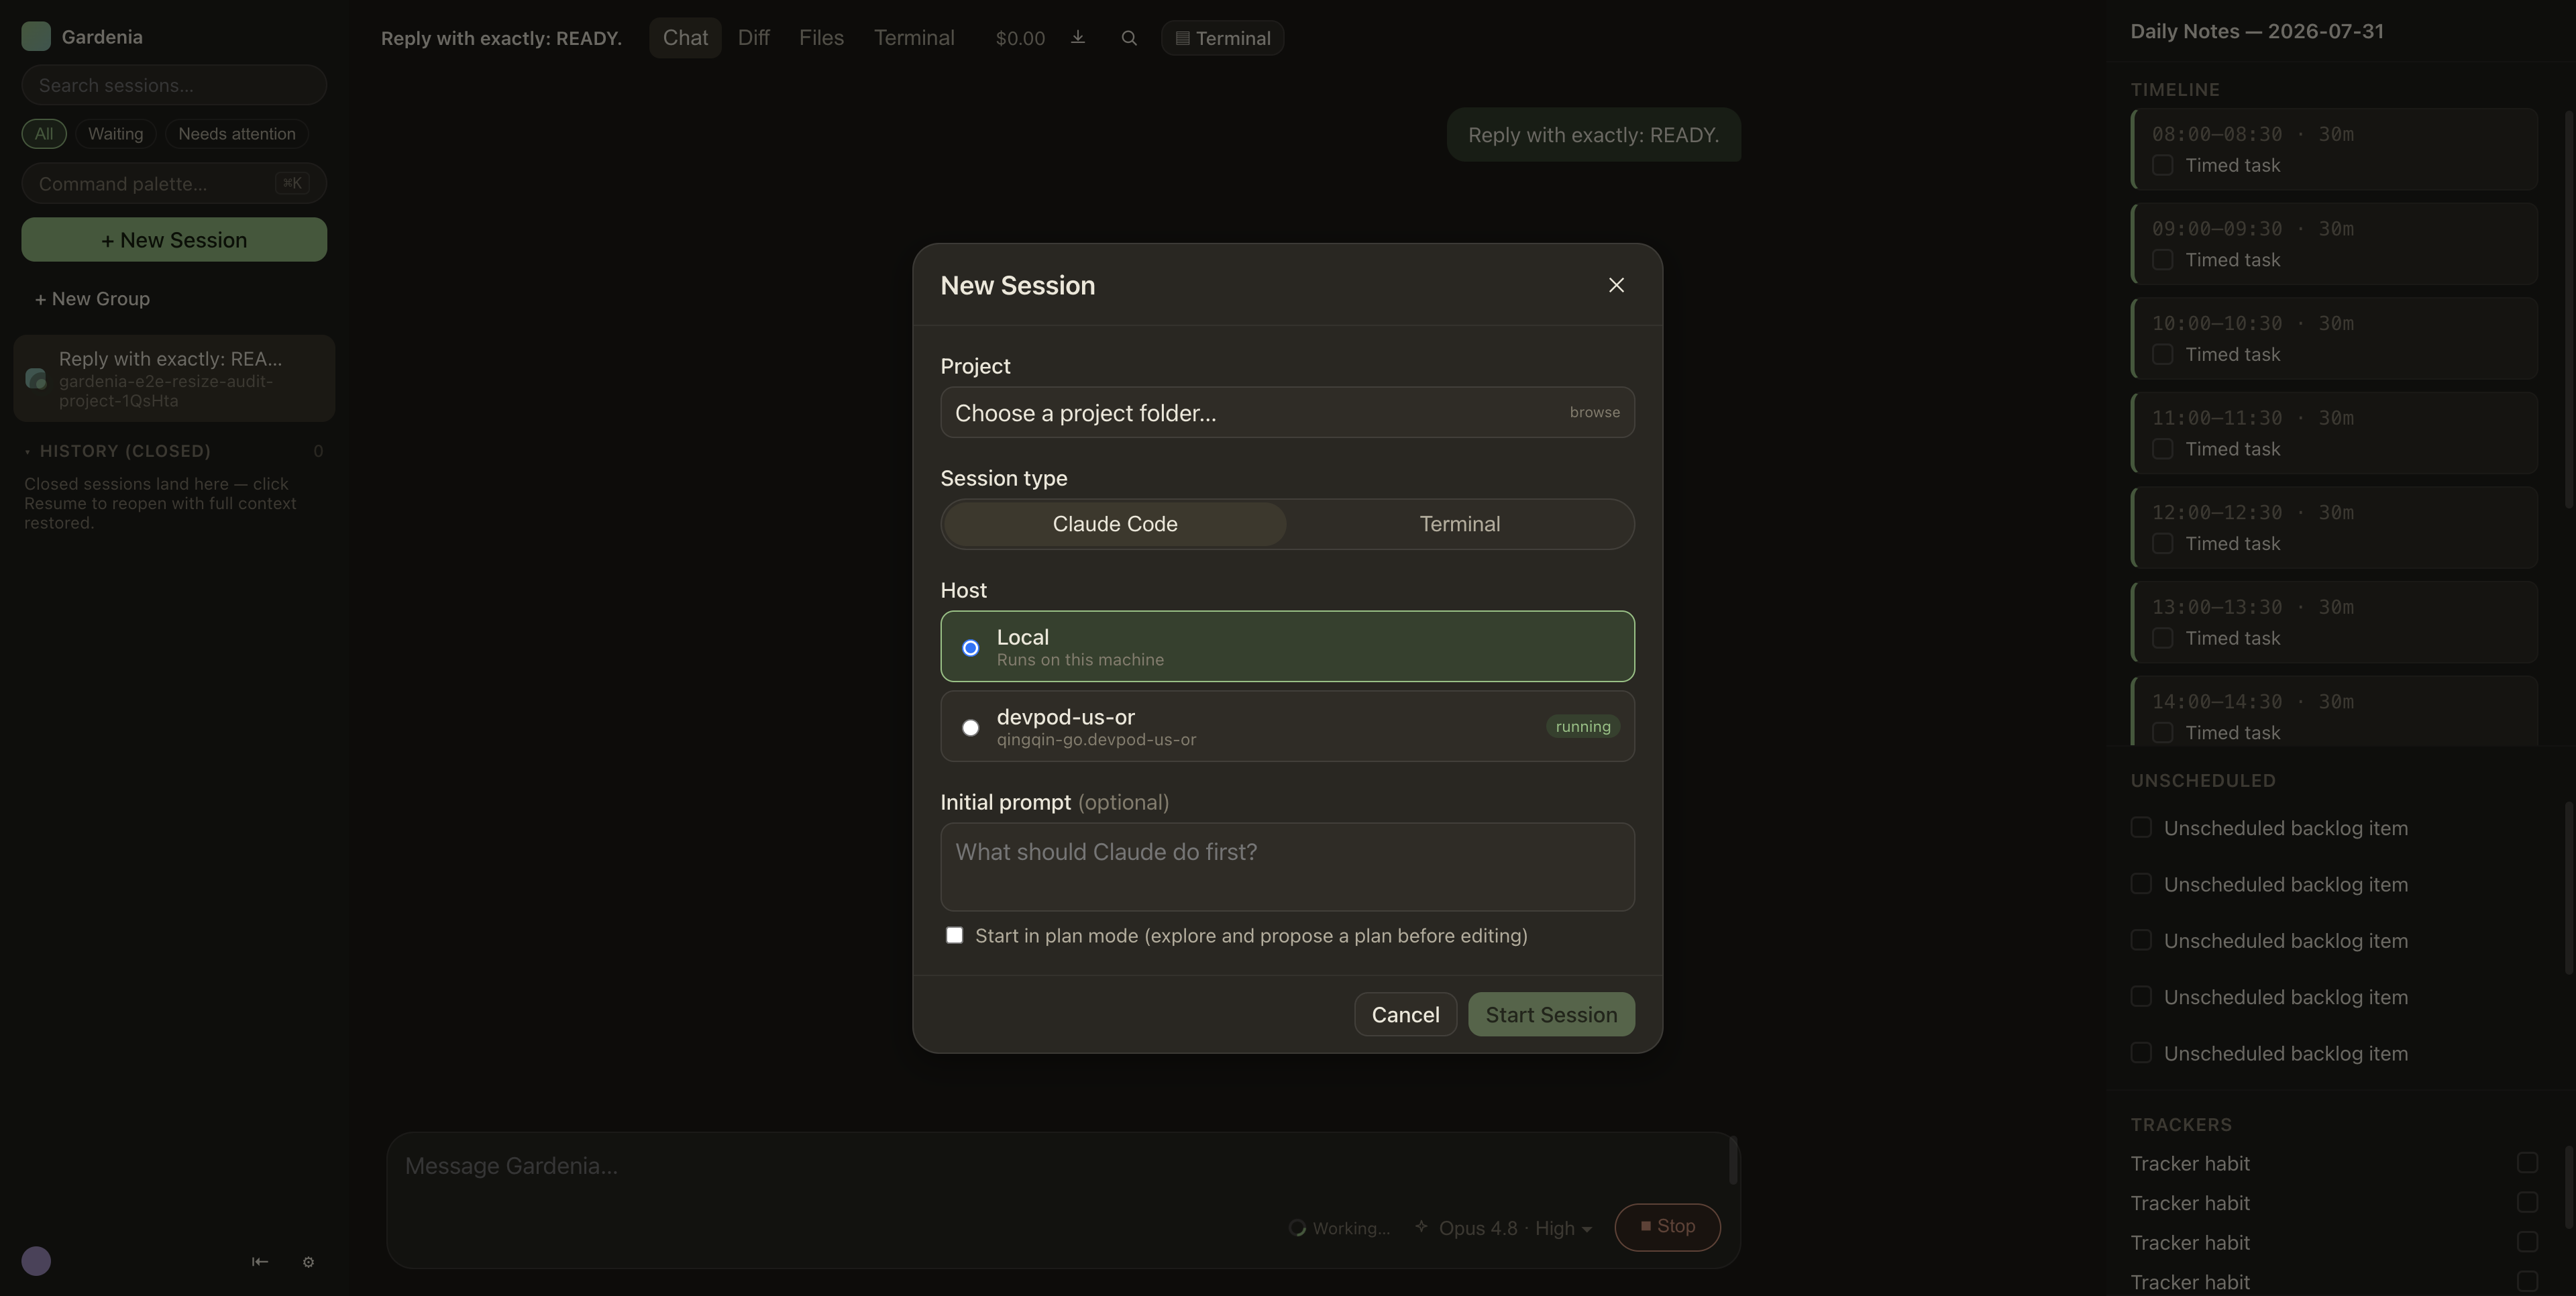 Gardenia
Search sessions...
All
Waiting
Needs attention
Command palette...
⌘K
+ New Session
+ New Group
Reply with exactly: REA...
gardenia-e2e-resize-audit-
project-1QsHta
HISTORY (CLOSED)
0
Closed sessions land here — click
Resume to reopen with full context
restored.
Reply with exactly: READY.
Chat
Diff
Files
Terminal
$0.00
Terminal
Reply with exactly: READY.
New Session
Project
Choose a project folder...
browse
Session type
Claude Code
Terminal
Host
Local
Runs on this machine
devpod-us-or
qingqin-go.devpod-us-or
running
Initial prompt (optional)
What should Claude do first?
Start in plan mode (explore and propose a plan before editing)
Cancel
Start Session
Message Gardenia...
Working...
Opus 4.8 · High
Stop
Daily Notes — 2026-07-31
TIMELINE
08:00–08:30 · 30m
Timed task
09:00–09:30 · 30m
Timed task
10:00–10:30 · 30m
Timed task
11:00–11:30 · 30m
Timed task
12:00–12:30 · 30m
Timed task
13:00–13:30 · 30m
Timed task
14:00–14:30 · 30m
Timed task
UNSCHEDULED
Unscheduled backlog item
Unscheduled backlog item
Unscheduled backlog item
Unscheduled backlog item
Unscheduled backlog item
TRACKERS
Tracker habit
Tracker habit
Tracker habit
Tracker habit